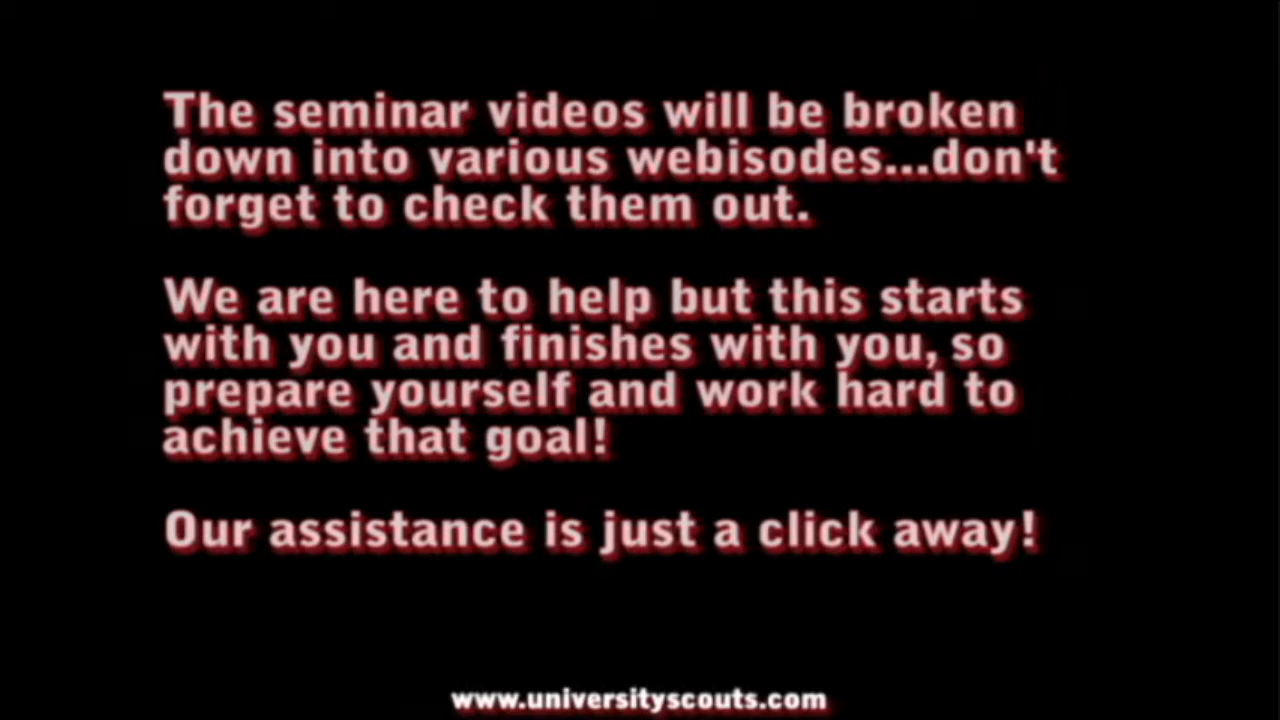 The seminar videos will be broken
down into various webisodes...don't
forget to check them out.
We are here to help but this starts
with you and finishes with you, so
prepare yourself and work hard to
achieve that goal!
Our assistance is just a click away!
www.universityscouts.com